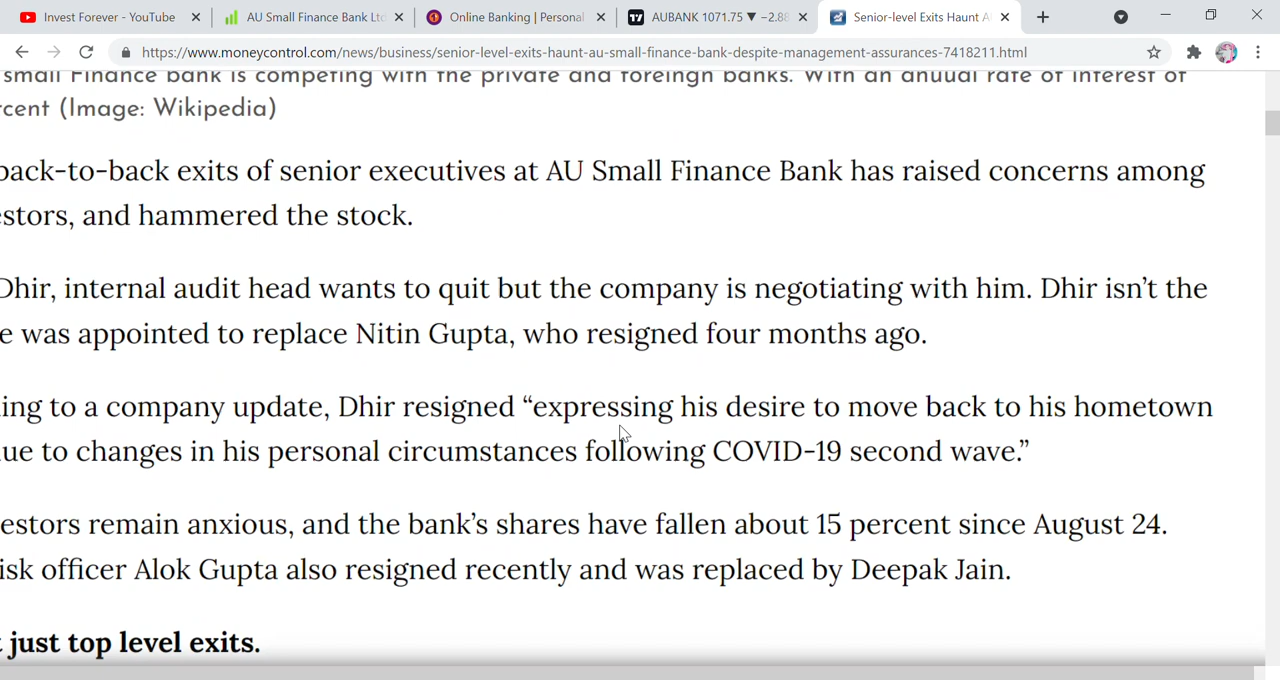 Invest Forever - YouTube
AU Small Finance Bank Ltd
Online Banking | Personal
AUBANK 1071.75 ▼ −2.88
Senior-level Exits Haunt A
https://www.moneycontrol.com/news/business/senior-level-exits-haunt-au-small-finance-bank-despite-management-assurances-7418211.html
small Finance bank is competing with the private and foreingn banks. With an anuual rate of interest of
rcent (Image: Wikipedia)
back-to-back exits of senior executives at AU Small Finance Bank has raised concerns among
estors, and hammered the stock.
Dhir, internal audit head wants to quit but the company is negotiating with him. Dhir isn’t the
e was appointed to replace Nitin Gupta, who resigned four months ago.
ing to a company update, Dhir resigned “expressing his desire to move back to his hometown
ue to changes in his personal circumstances following COVID-19 second wave.”
estors remain anxious, and the bank’s shares have fallen about 15 percent since August 24.
isk officer Alok Gupta also resigned recently and was replaced by Deepak Jain.
t just top level exits.